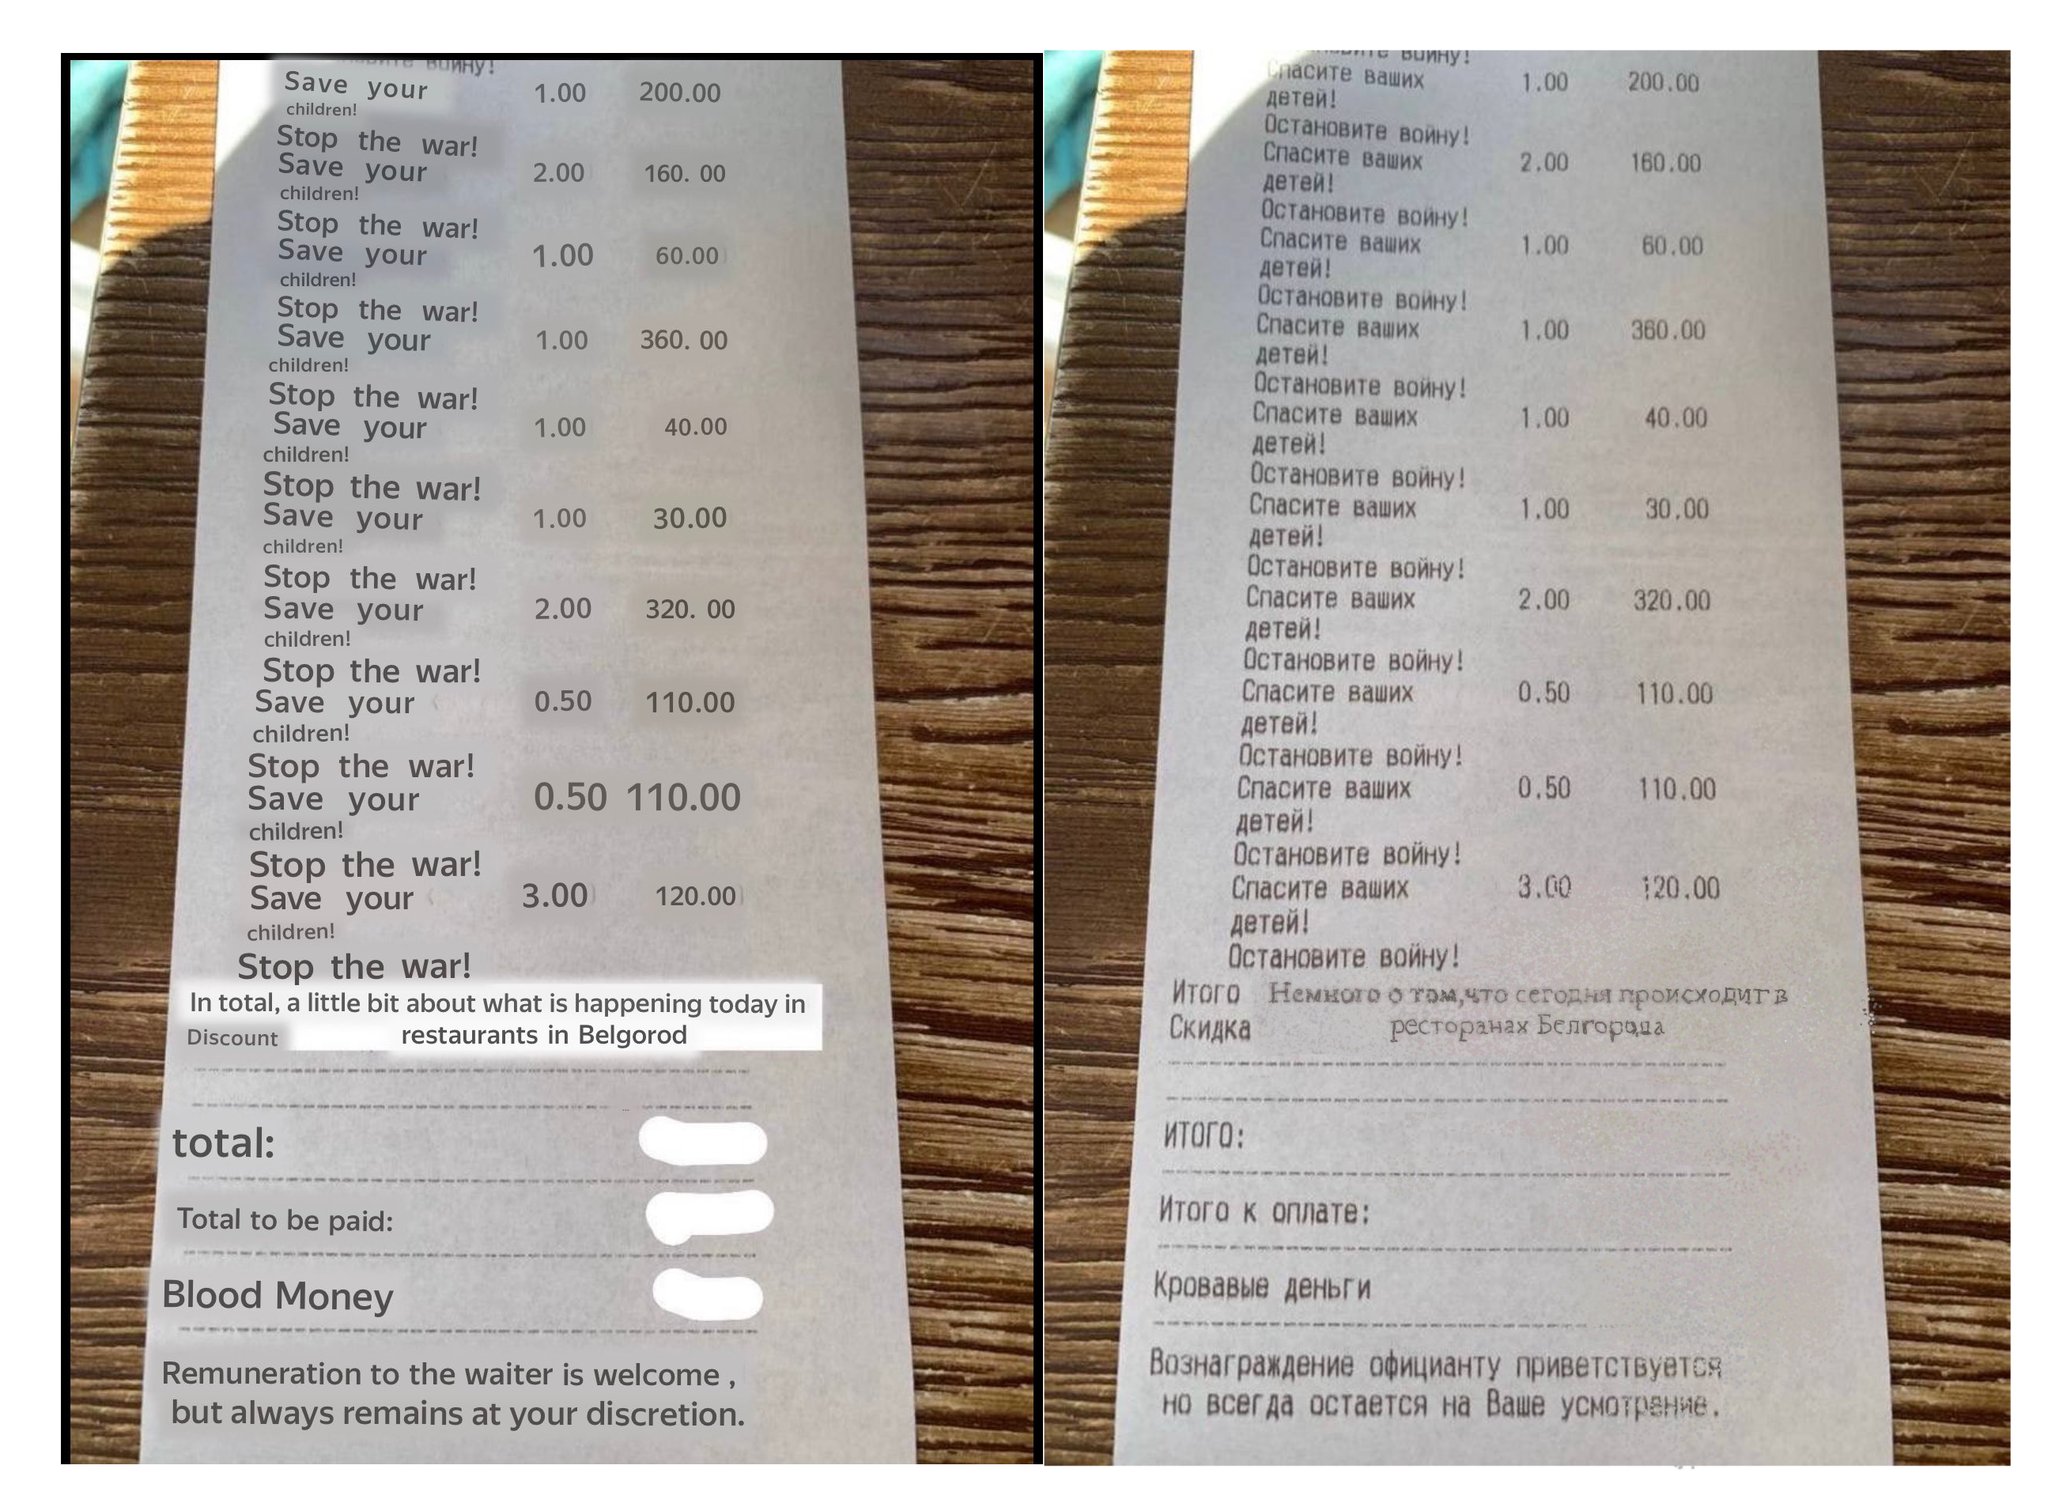 Save your 1.00 200.00
children!
Stop the war!
Save your 2.00 160. 00
children!
Stop the war!
Save your 1.00 60.00
children!
Stop the war!
Save your 1.00 360. 00
children!
Stop the war!
Save your 1.00 40.00
children!
Stop the war!
Save your 1.00 30.00
children!
Stop the war!
Save your 2.00 320. 00
children!
Stop the war!
Save your 0.50 110.00
children!
Stop the war!
Save your 0.50 110.00
children!
Stop the war!
Save your 3.00 120.00
children!
Stop the war!
In total, a little bit about what is happening today in
Discount restaurants in Belgorod
total:
Total to be paid:
Blood Money
Remuneration to the waiter is welcome ,
but always remains at your discretion.
войну!
Спасите ваших 1.00 200.00
детей!
Остановите войну!
Спасите ваших 2.00 160.00
детей!
Остановите войну!
Спасите ваших 1.00 60.00
детей!
Остановите войну!
Спасите ваших 1.00 360.00
детей!
Остановите войну!
Спасите ваших 1.00 40.00
детей!
Остановите войну!
Спасите ваших 1.00 30.00
детей!
Остановите войну!
Спасите ваших 2.00 320.00
детей!
Остановите войну!
Спасите ваших 0.50 110.00
детей!
Остановите войну!
Спасите ваших 0.50 110.00
детей!
Остановите войну!
Спасите ваших 3.00 120.00
детей!
Остановите войну!
Итого Немного о том,что сегодня происходит в
Скидка ресторанах Белгорода
ИТОГО:
Итого к оплате:
Кровавые деньги
Вознаграждение официанту приветствуется
но всегда остается на Ваше усмотрение.